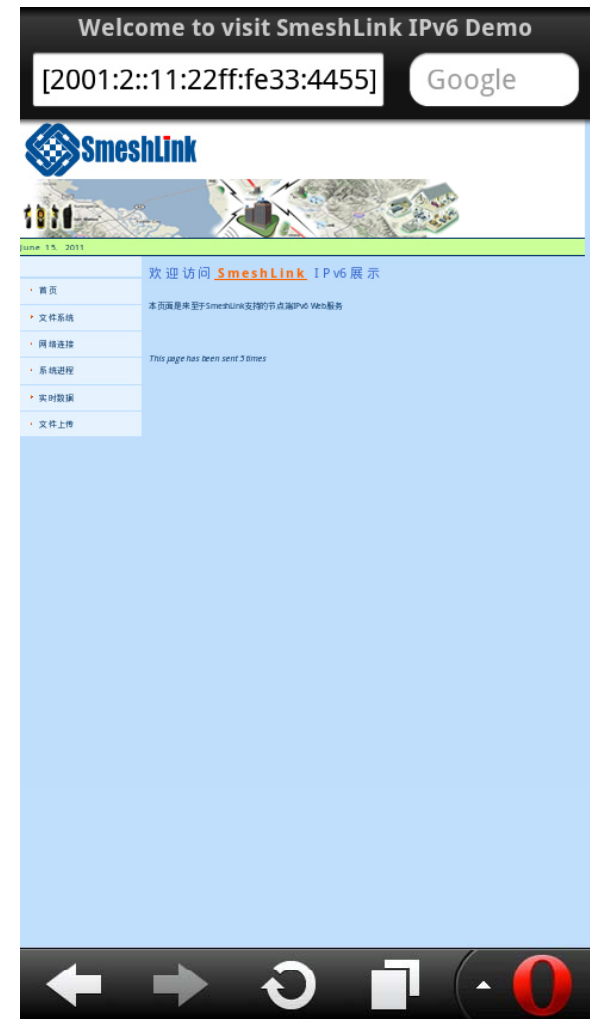 Welcome to visit SmeshLink IPv6 Demo
[2001:2::11:22ff:fe33:4455]
Google
SmeshLink
June 15, 2011
欢迎访问 SmeshLink IPv6展示
· 首页
本页面是来至于SmeshLink支持的节点端IPv6 Web服务
文件系统
· 网络连接
This page has been sent 5 times
· 系统进程
实时数据
· 文件上传